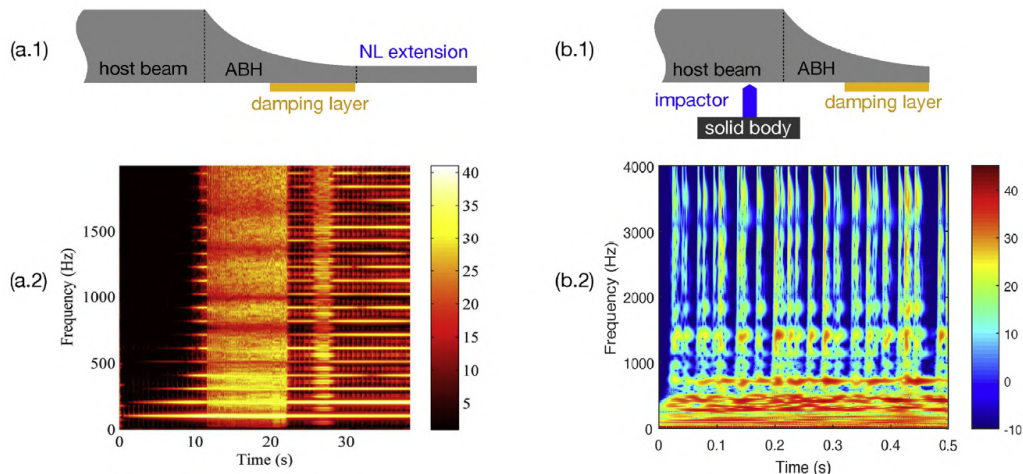 (a.1)
NL extension
host beam
ABH
damping layer
(b.1)
host beam
ABH
impactor
damping layer
solid body
(a.2)
Frequency (Hz)
1500
1000
500
0
0
10
20
30
Time (s)
40
35
30
25
20
15
10
5
(b.2)
Frequency (Hz)
4000
3000
2000
1000
0
0
0.1
0.2
0.3
0.4
0.5
Time (s)
40
30
20
10
0
-10